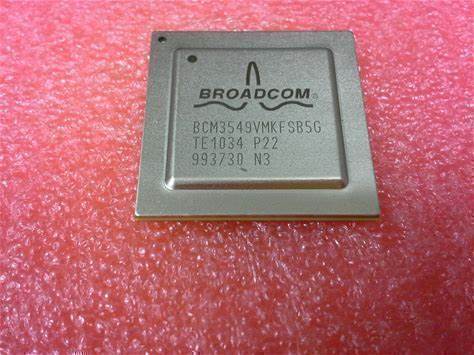 BROADCOM®
BCM3549VMKFSB5G
TE1034 P22
993730 N3